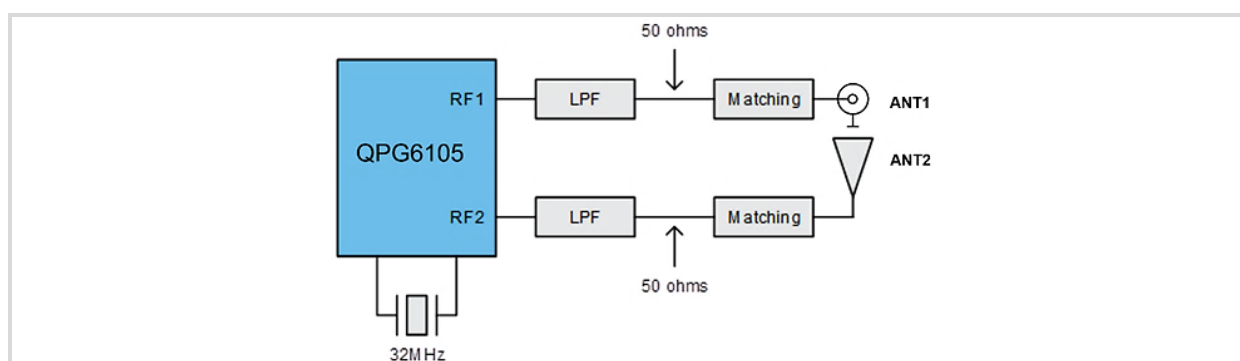 50 ohms
RF1
LPF
Matching
ANT1
QPG6105
ANT2
RF2
LPF
Matching
50 ohms
32MHz